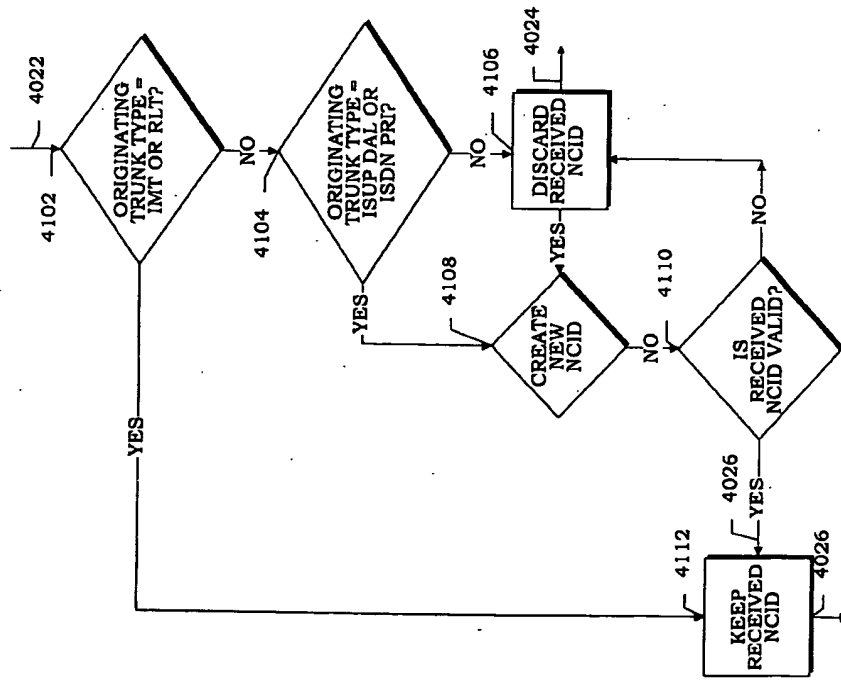 4022
4102
ORIGINATING
TRUNK TYPE =
IMT OR RLT?
YES
NO
4104
ORIGINATING
TRUNK TYPE =
ISUP DAL OR
ISDN PRI?
YES
NO
4106
4024
DISCARD
RECEIVED
NCID
YES
4108
CREATE
NEW
NCID
NO
4110
IS
RECEIVED
NCID VALID?
NO
YES
4026
4112
KEEP
RECEIVED
NCID
4026